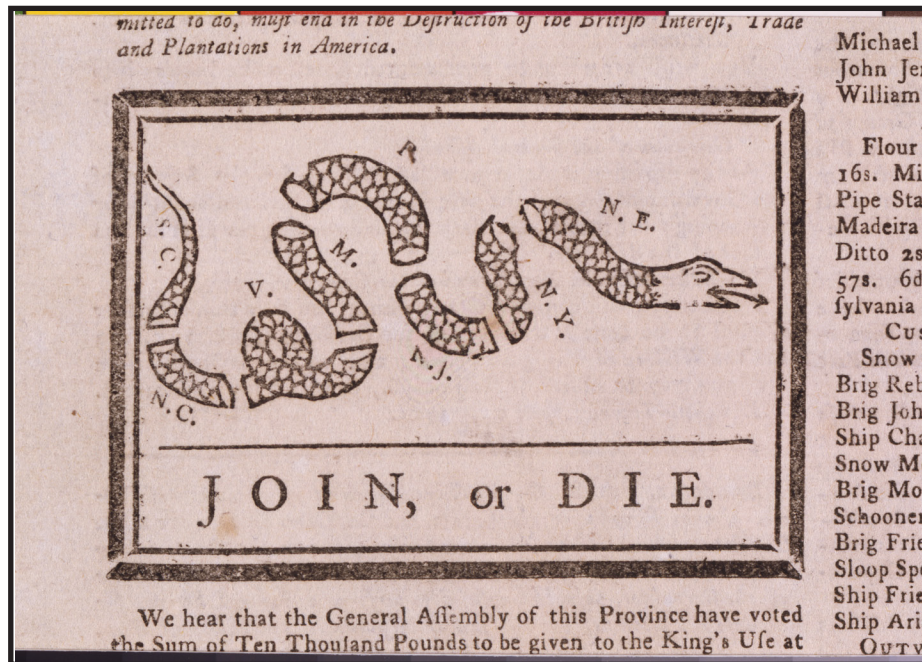 mitted to do, muſt end in the Deſtruction of the Britiſh Intereſt, Trade
and Plantations in America.
R
N. E.
S. C.
M.
V.
N. Y.
N. J.
N. C.
JOIN, or DIE.
We hear that the General Aſſembly of this Province have voted
the Sum of Ten Thouſand Pounds to be given to the King's Uſe at
Michael
John
William
Flour
16s.
Pipe
Madeira
Ditto 2s
57s. 6d
ſylvania
Snow
Brig
Brig
Ship
Snow
Brig
Schooner
Brig
Sloop
Ship
Ship